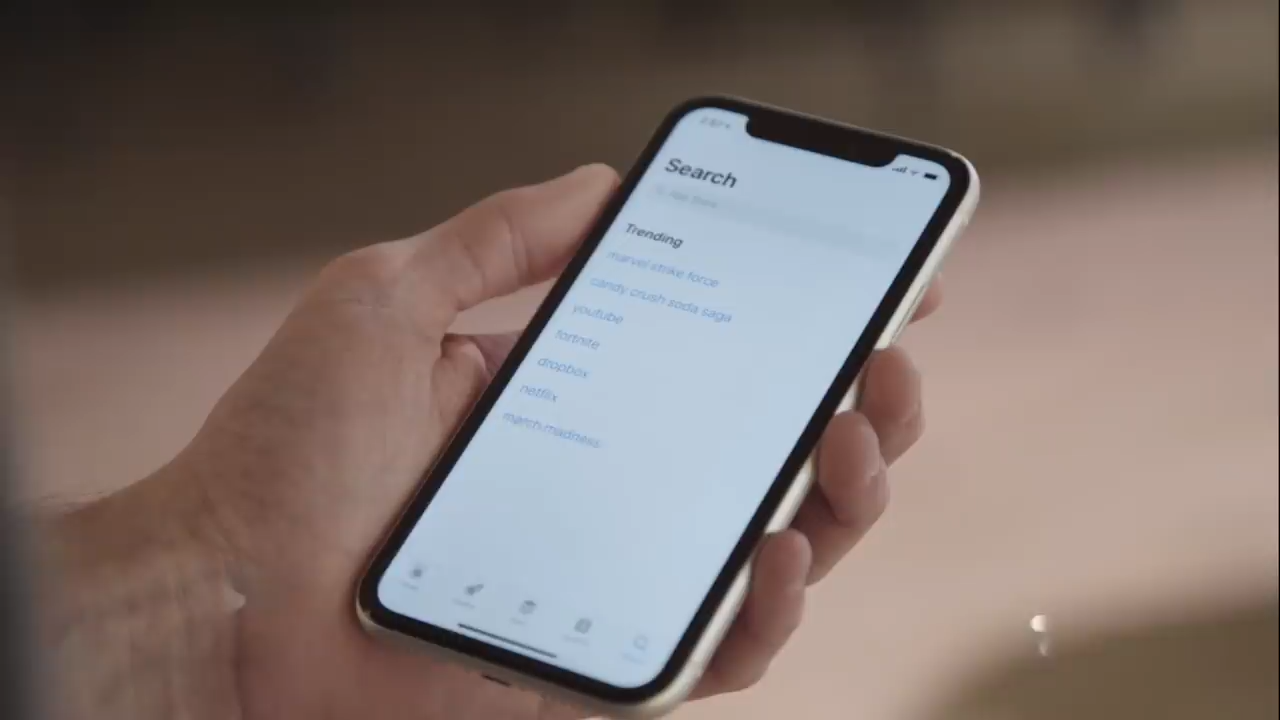 Search
Trending
marvel strike force
candy crush soda saga
youtube
fortnite
dropbox
netflix
march madness